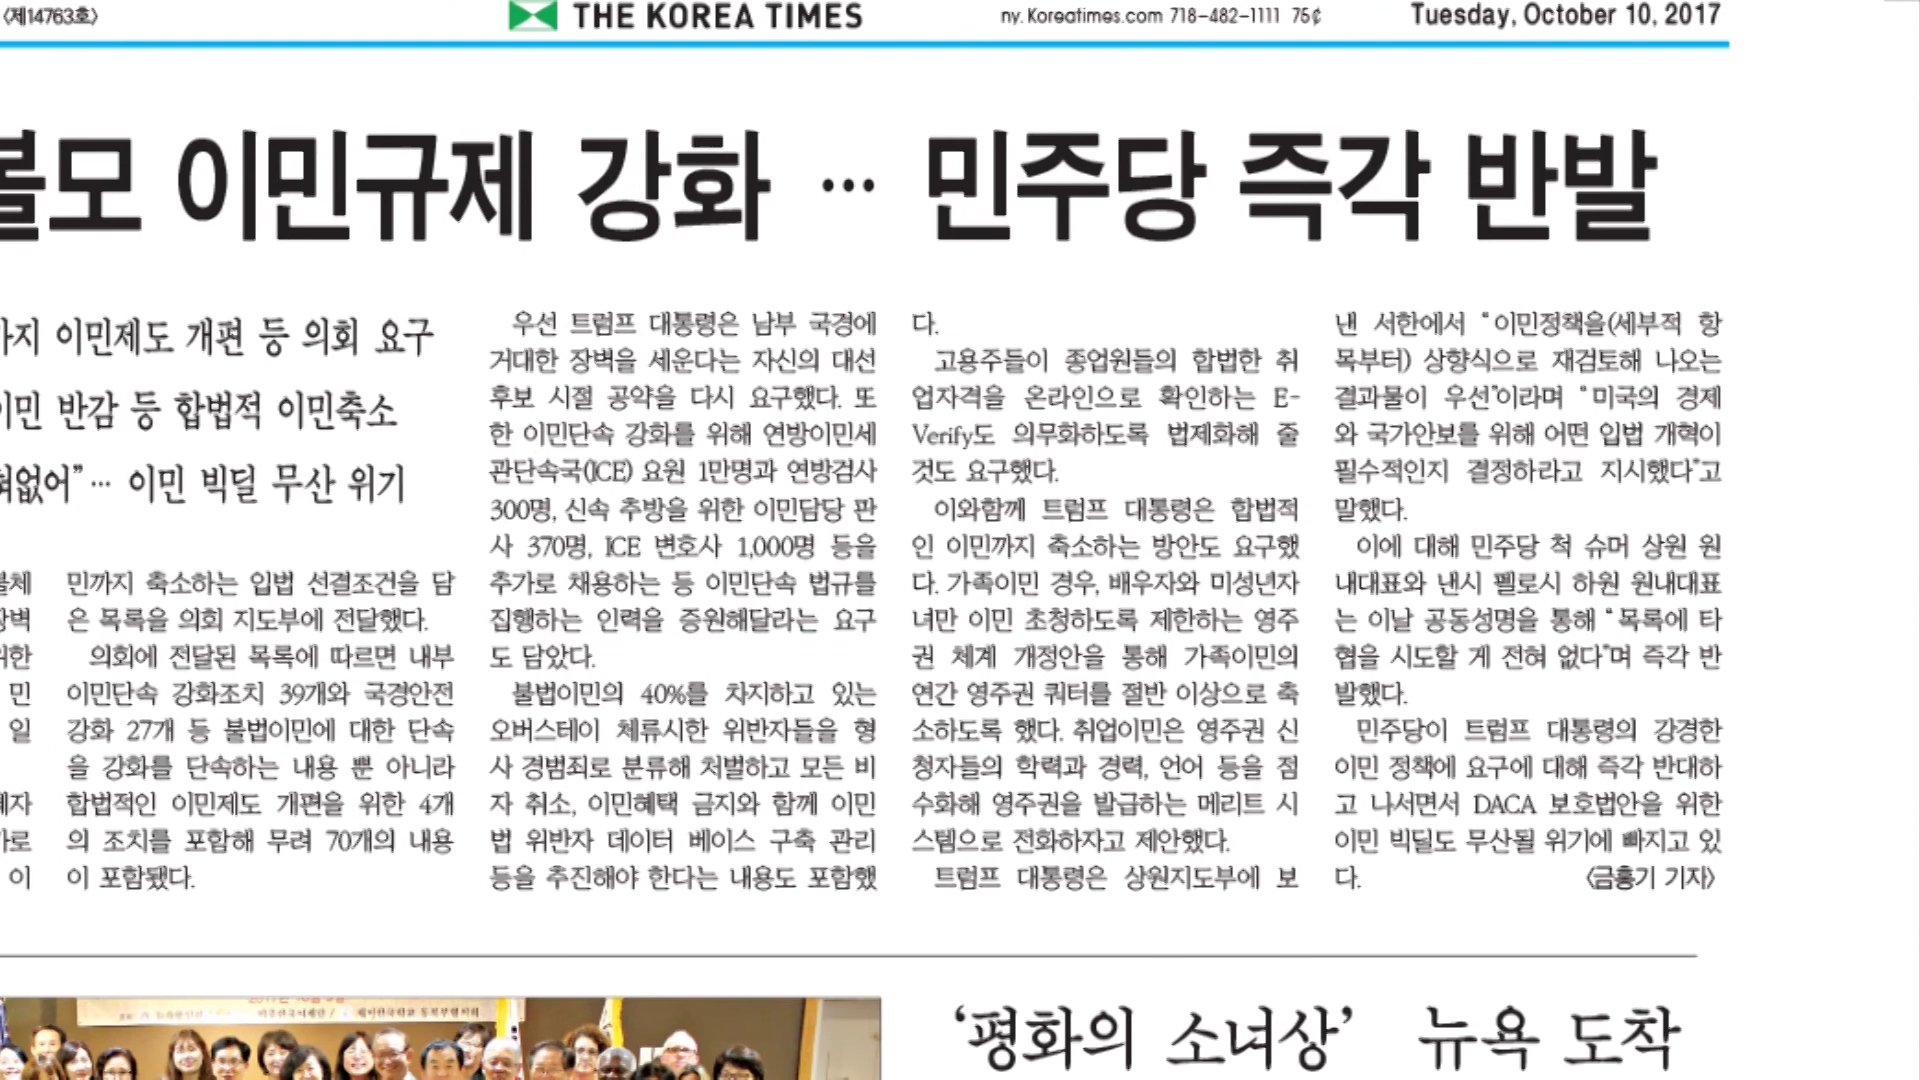 〈제14763호〉
THE KOREA TIMES
ny.Koreatimes.com 718-482-1111 75¢
Tuesday, October 10, 2017
볼모 이민규제 강화 … 민주당 즉각 반발
까지 이민제도 개편 등 의회 요구
이민 반감 등 합법적 이민축소
혀없어”… 이민 빅딜 무산 위기
불체
장벽
위한
민
일
이
민까지 축소하는 입법 선결조건을 담
은 목록을 의회 지도부에 전달했다.
의회에 전달된 목록에 따르면 내부
이민단속 강화조치 39개와 국경안전
강화 27개 등 불법이민에 대한 단속
을 강화를 단속하는 내용 뿐 아니라
합법적인 이민제도 개편을 위한 4개
의 조치를 포함해 무려 70개의 내용
이 포함됐다.
우선 트럼프 대통령은 남부 국경에
거대한 장벽을 세운다는 자신의 대선
후보 시절 공약을 다시 요구했다. 또
한 이민단속 강화를 위해 연방이민세
관단속국(ICE) 요원 1만명과 연방검사
300명, 신속 추방을 위한 이민담당 판
사 370명, ICE 변호사 1,000명 등을
추가로 채용하는 등 이민단속 법규를
집행하는 인력을 증원해달라는 요구
도 담았다.
불법이민의 40%를 차지하고 있는
오버스테이 체류시한 위반자들을 형
사 경범죄로 분류해 처벌하고 모든 비
자 취소, 이민혜택 금지와 함께 이민
법 위반자 데이터 베이스 구축 관리
등을 추진해야 한다는 내용도 포함했
다.
고용주들이 종업원들의 합법한 취
업자격을 온라인으로 확인하는 E-
Verify도 의무화하도록 법제화해 줄
것도 요구했다.
이와함께 트럼프 대통령은 합법적
인 이민까지 축소하는 방안도 요구했
다. 가족이민 경우, 배우자와 미성년자
녀만 이민 초청하도록 제한하는 영주
권 체계 개정안을 통해 가족이민의
연간 영주권 쿼터를 절반 이상으로 축
소하도록 했다. 취업이민은 영주권 신
청자들의 학력과 경력, 언어 등을 점
수화해 영주권을 발급하는 메리트 시
스템으로 전화하자고 제안했다.
트럼프 대통령은 상원지도부에 보
낸 서한에서 “이민정책을(세부적 항
목부터) 상향식으로 재검토해 나오는
결과물이 우선”이라며 “미국의 경제
와 국가안보를 위해 어떤 입법 개혁이
필수적인지 결정하라고 지시했다”고
말했다.
이에 대해 민주당 척 슈머 상원 원
내대표와 낸시 펠로시 하원 원내대표
는 이날 공동성명을 통해 “목록에 타
협을 시도할 게 전혀 없다”며 즉각 반
발했다.
민주당이 트럼프 대통령의 강경한
이민 정책에 요구에 대해 즉각 반대하
고 나서면서 DACA 보호법안을 위한
이민 빅딜도 무산될 위기에 빠지고 있
다.
〈금홍기 기자〉
‘평화의 소녀상’ 뉴욕 도착